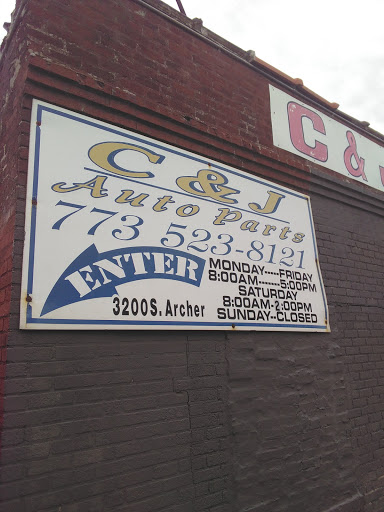 C & J
Auto Parts
773 523-8121
ENTER
3200S. Archer
MONDAY-----FRIDAY
8:00AM-------5:00PM
SATURDAY
8:00AM-2:00PM
SUNDAY--CLOSED
C & J